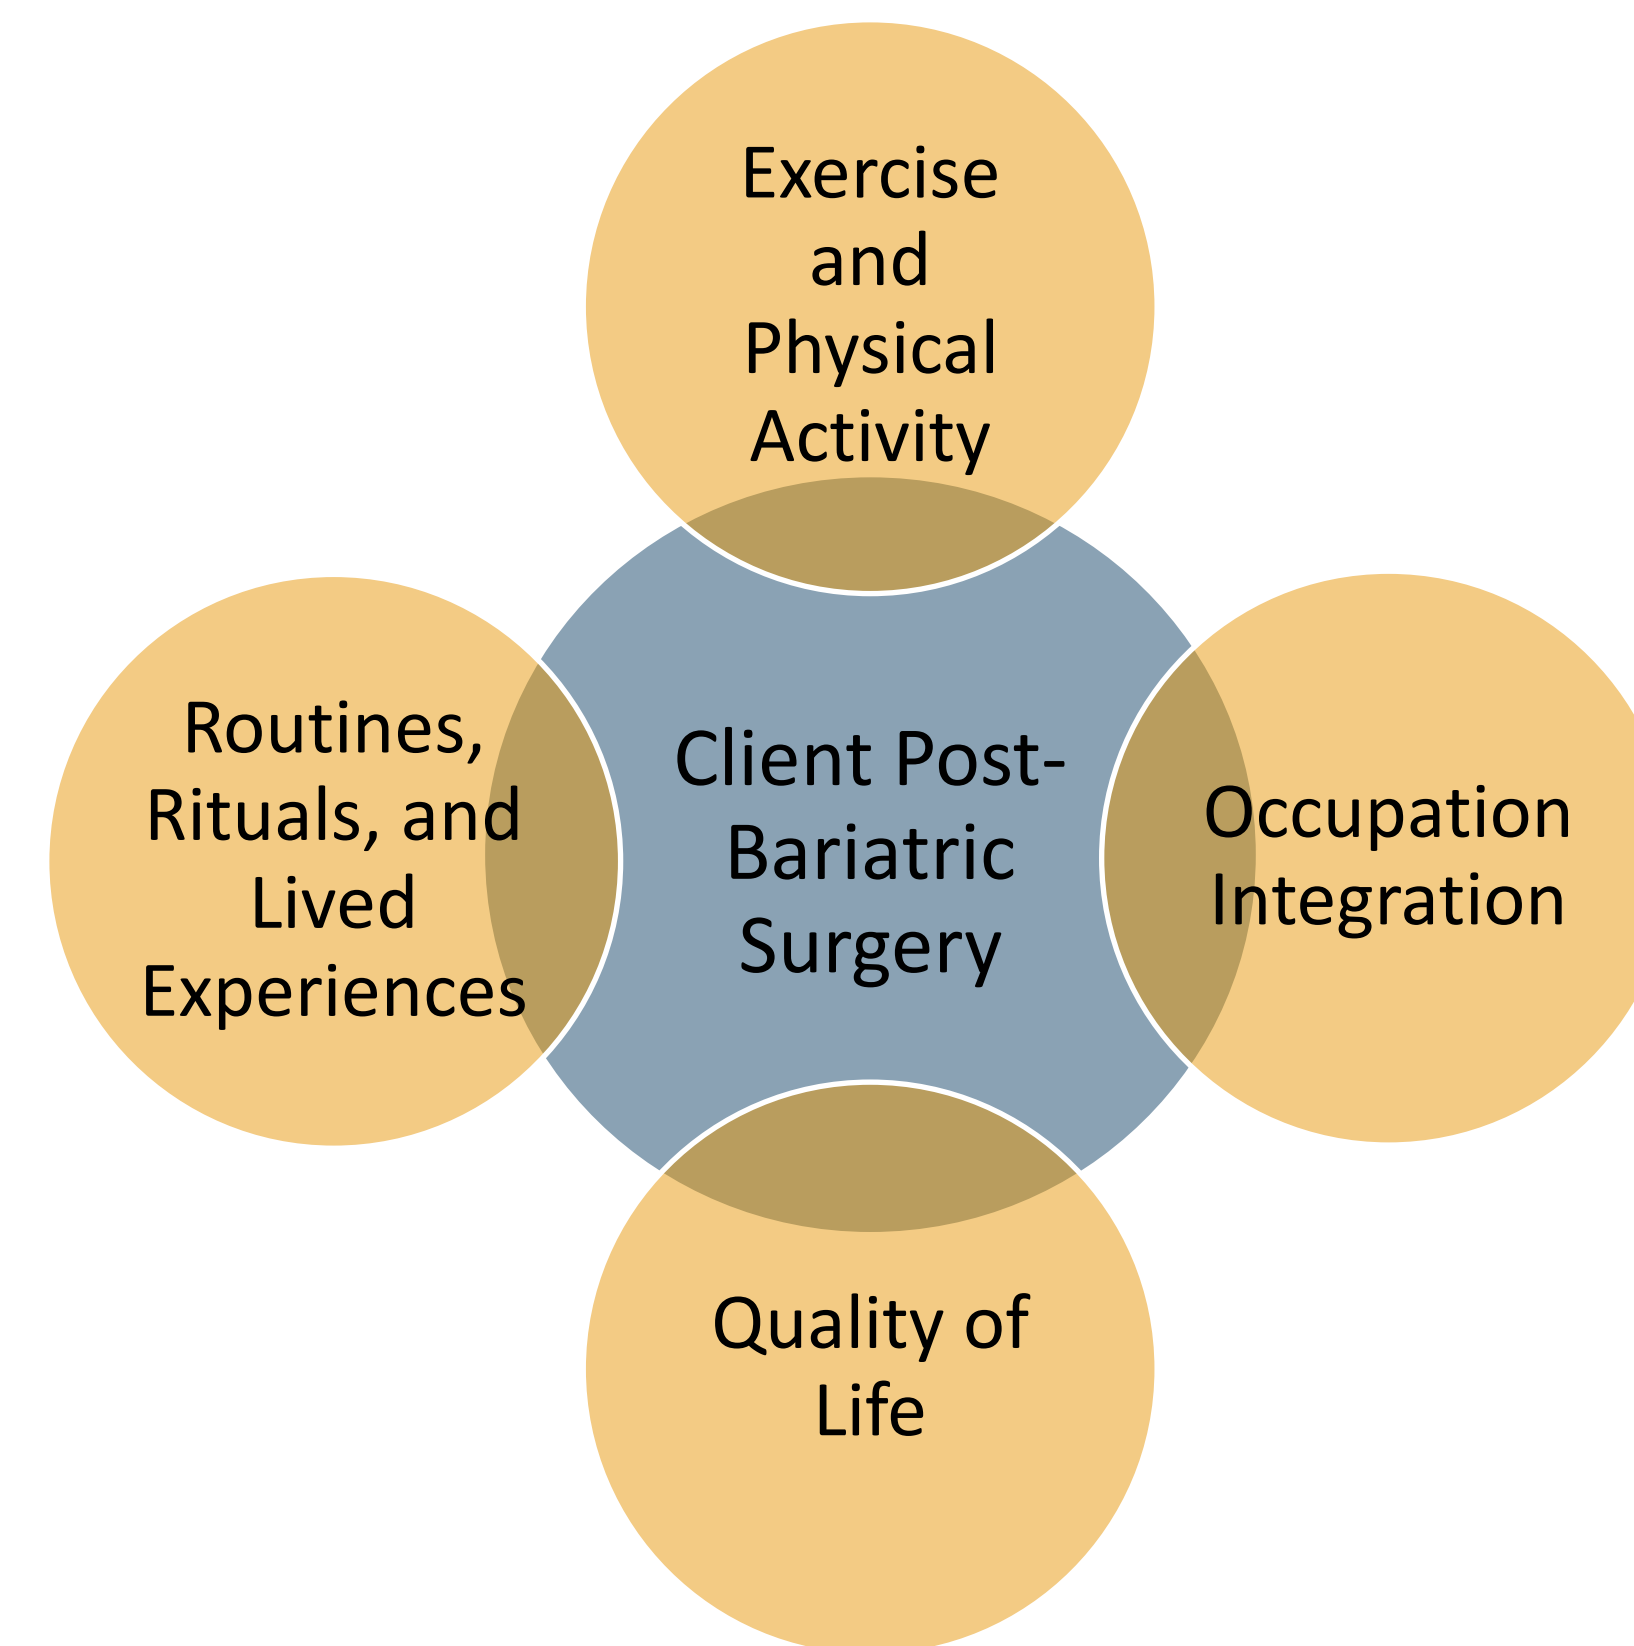 Exercise
and
Physical
Activity
Routines,
Rituals, and
Lived
Experiences
Client Post-
Bariatric
Surgery
Occupation
Integration
Quality of
Life